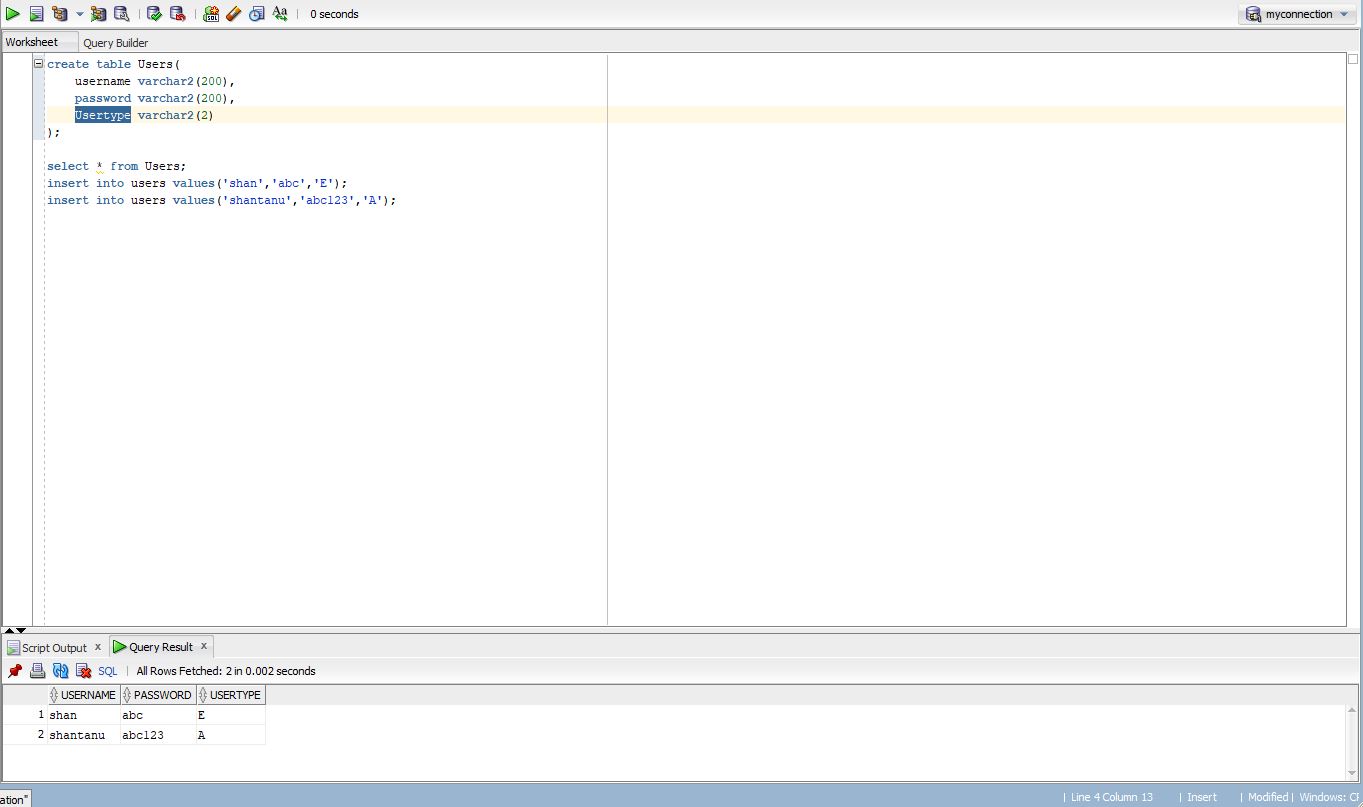 0 seconds
myconnection
Worksheet Query Builder
create table Users(
username varchar2(200),
password varchar2(200),
Usertype varchar2(2)
);
select * from Users;
insert into users values('shan','abc','E');
insert into users values('shantanu','abc123','A');
Script Output x Query Result x
SQL | All Rows Fetched: 2 in 0.002 seconds
USERNAME PASSWORD USERTYPE
1 shan abc E
2 shantanu abc123 A
ation" | Line 4 Column 13 | Insert | Modified | Windows: CR